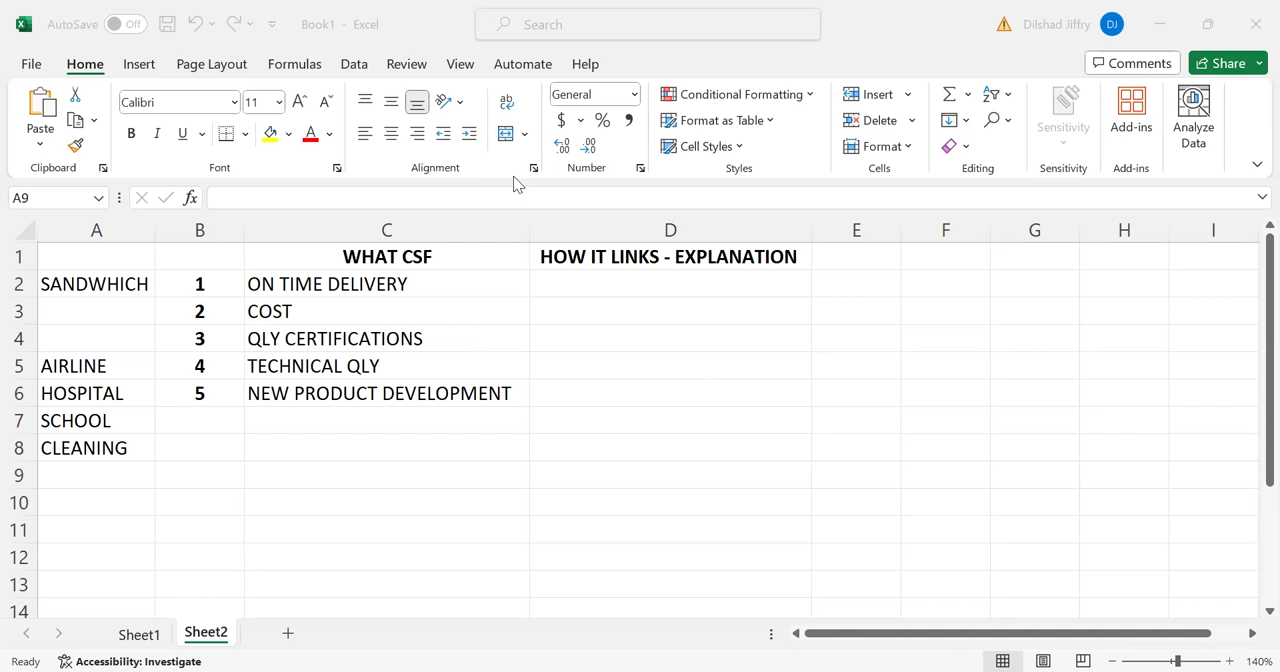 AutoSave Off Book1 - Excel Search Dilshad Jiffry DJ
File Home Insert Page Layout Formulas Data Review View Automate Help Comments Share
Paste Calibri 11 General Conditional Formatting Insert Sensitivity Add-ins Analyze Data
B I U $ % Format as Table Delete
Cell Styles Format
Clipboard Font Alignment Number Styles Cells Editing Sensitivity Add-ins
A9 fx
A B C D E F G H I
1 WHAT CSF HOW IT LINKS - EXPLANATION
2 SANDWHICH 1 ON TIME DELIVERY
3 2 COST
4 3 QLY CERTIFICATIONS
5 AIRLINE 4 TECHNICAL QLY
6 HOSPITAL 5 NEW PRODUCT DEVELOPMENT
7 SCHOOL
8 CLEANING
9
10
11
12
13
14
Sheet1 Sheet2
Ready Accessibility: Investigate 140%